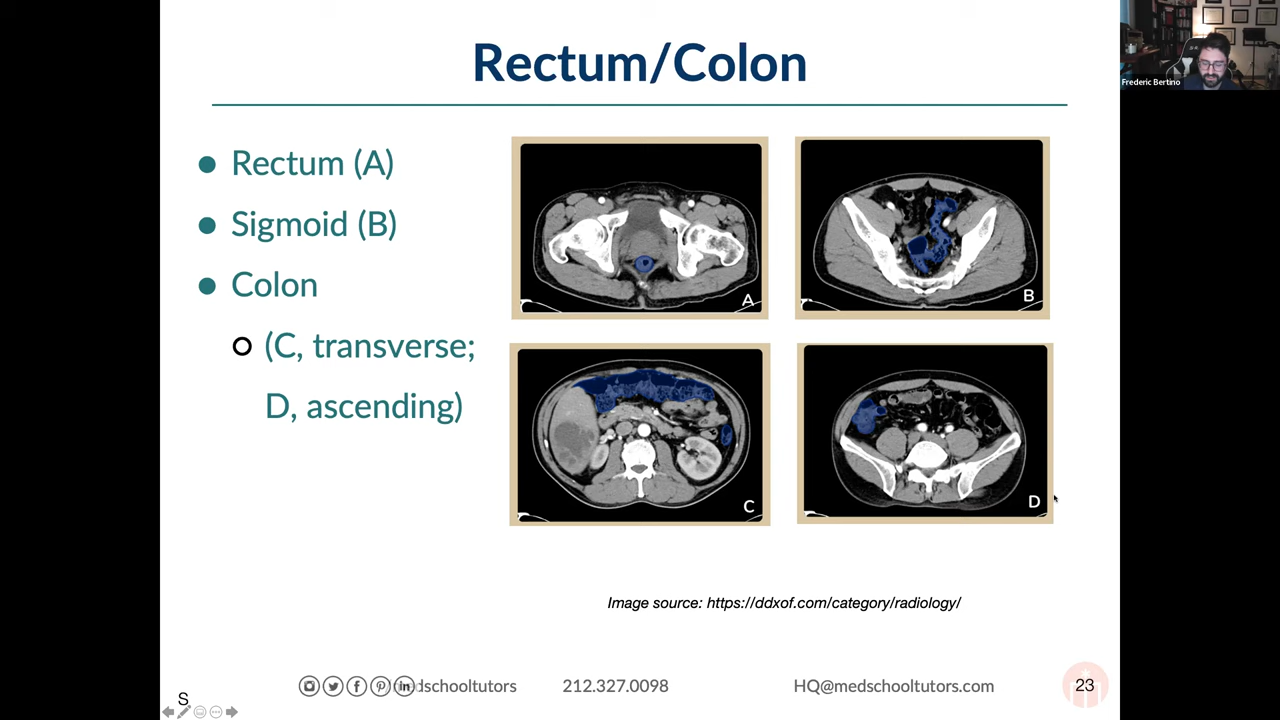 Rectum/Colon
Frederic Bertino
Rectum (A)
Sigmoid (B)
Colon
(C, transverse;
D, ascending)
A
B
C
D
Image source: https://ddxof.com/category/radiology/
medschooltutors
212.327.0098
HQ@medschooltutors.com
23
S